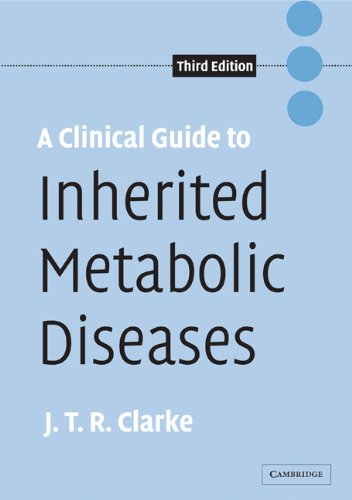 Third Edition
A Clinical Guide to
Inherited
Metabolic
Diseases
J. T. R. Clarke
CAMBRIDGE